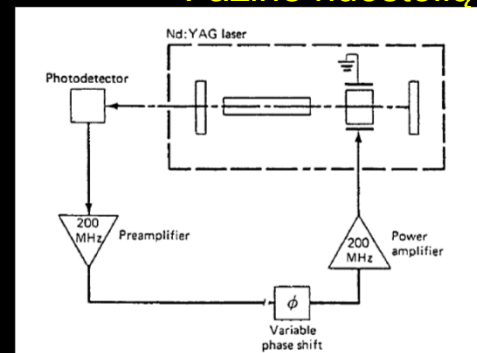 Nd:YAG laser
Photodetector
200
MHz
Preamplifier
200
MHz
Power
amplifier
ϕ
Variable
phase shift